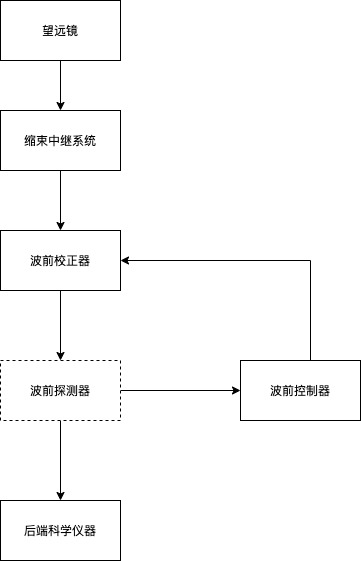 望远镜
缩束中继系统
波前校正器
波前探测器
波前控制器
后端科学仪器